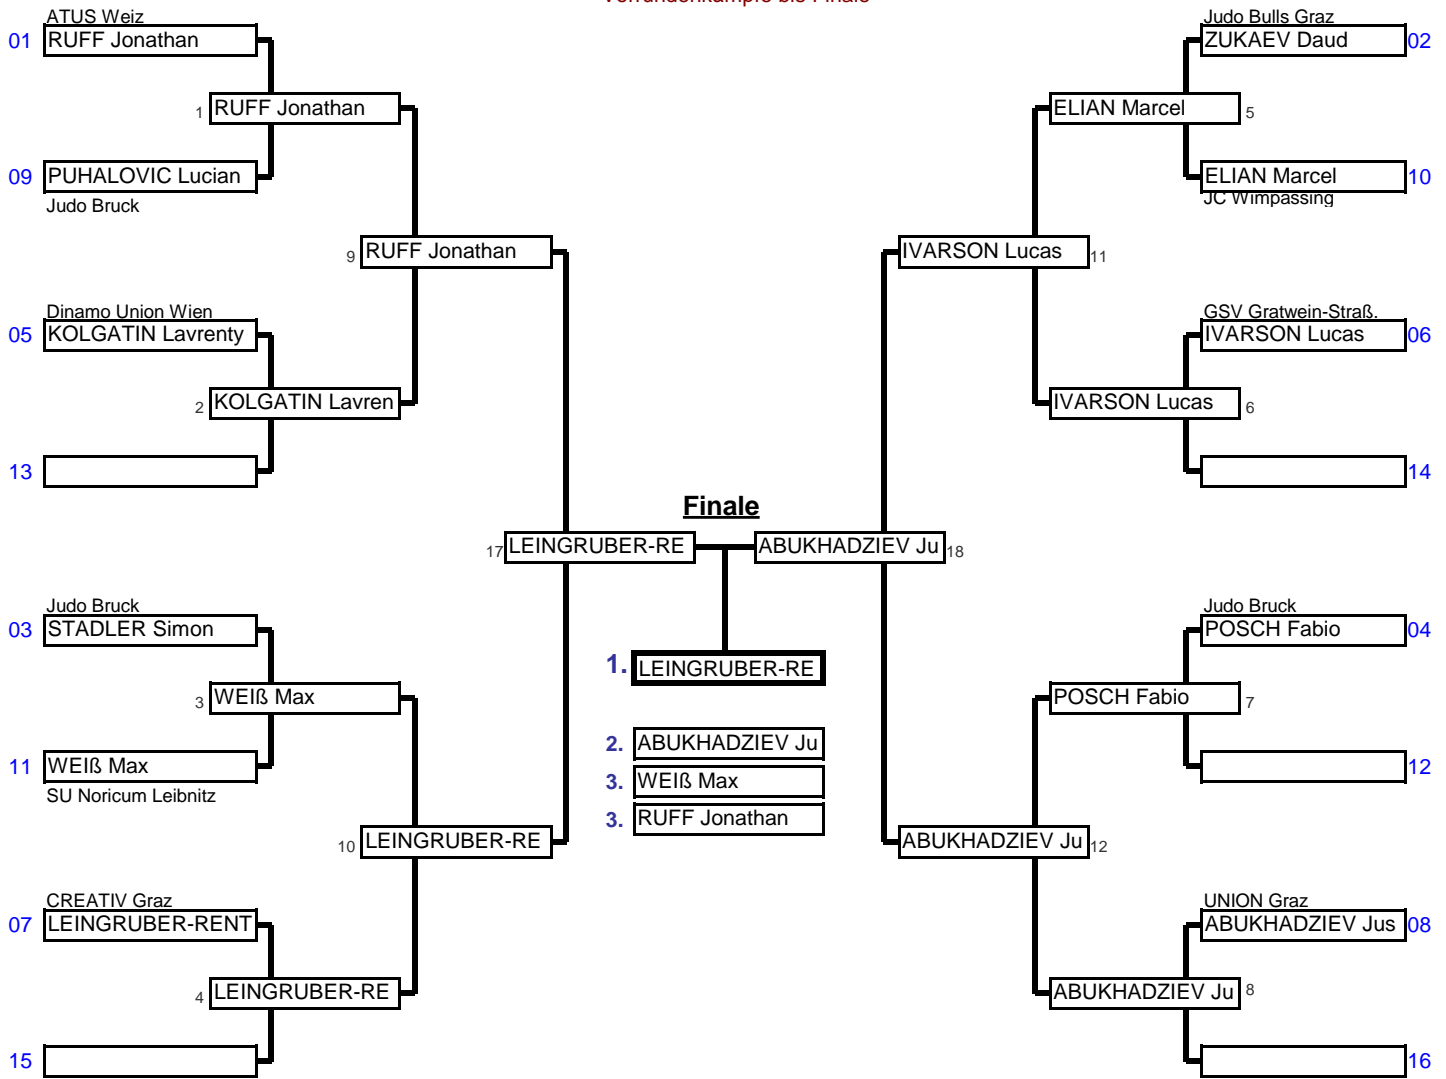 Vorrundenkämpfe bis Finale
ATUS Weiz
01 RUFF Jonathan
1 RUFF Jonathan
09 PUHALOVIC Lucian
Judo Bruck
9 RUFF Jonathan
Dinamo Union Wien
05 KOLGATIN Lavrenty
2 KOLGATIN Lavren
13
17 LEINGRUBER-RE
Judo Bruck
03 STADLER Simon
3 WEIß Max
11 WEIß Max
SU Noricum Leibnitz
10 LEINGRUBER-RE
CREATIV Graz
07 LEINGRUBER-RENT
4 LEINGRUBER-RE
15
Finale
1. LEINGRUBER-RE
2. ABUKHADZIEV Ju
3. WEIß Max
3. RUFF Jonathan
Judo Bulls Graz
ZUKAEV Daud 02
ELIAN Marcel 5
ELIAN Marcel 10
JC Wimpassing
IVARSON Lucas 11
GSV Gratwein-Straß.
IVARSON Lucas 06
IVARSON Lucas 6
14
ABUKHADZIEV Ju 18
Judo Bruck
POSCH Fabio 04
POSCH Fabio 7
12
ABUKHADZIEV Ju 12
UNION Graz
ABUKHADZIEV Jus 08
ABUKHADZIEV Ju 8
16